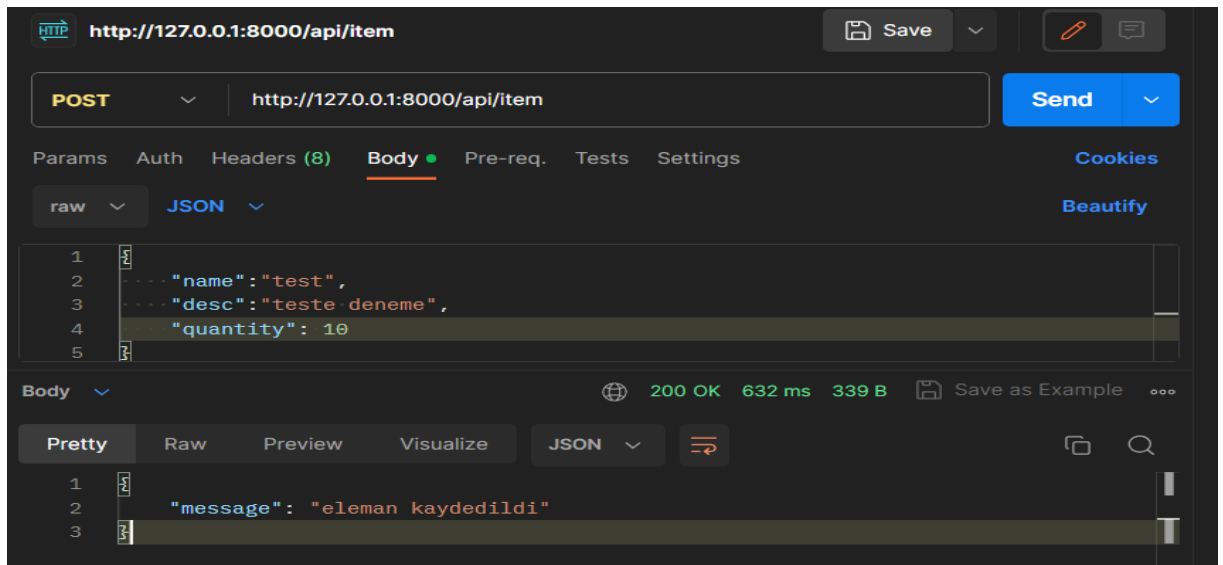 HTTP http://127.0.0.1:8000/api/item Save
POST http://127.0.0.1:8000/api/item Send
Params Auth Headers (8) Body Pre-req. Tests Settings Cookies
raw JSON Beautify
1 {
2 "name":"test",
3 "desc":"teste deneme",
4 "quantity": 10
5 }
Body 200 OK 632 ms 339 B Save as Example
Pretty Raw Preview Visualize JSON
1 {
2 "message": "eleman kaydedildi"
3 }